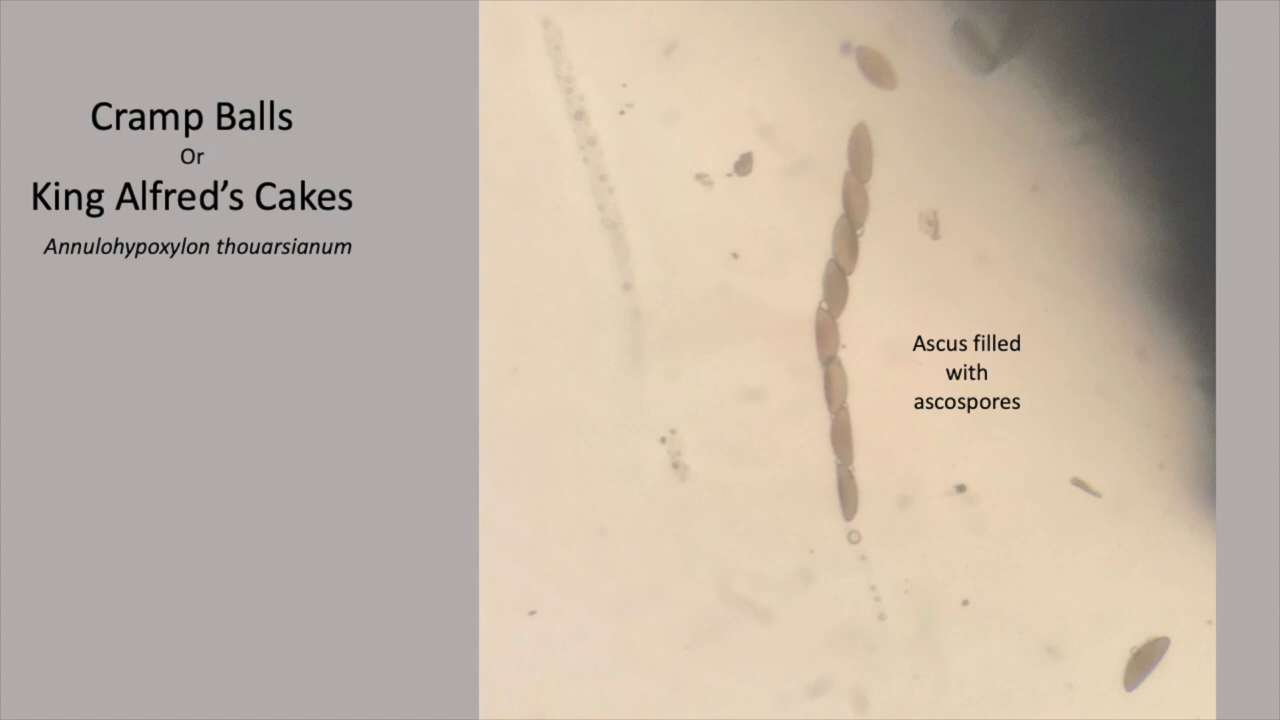 Cramp Balls
Or
King Alfred’s Cakes
Annulohypoxylon thouarsianum
Ascus filled
with
ascospores